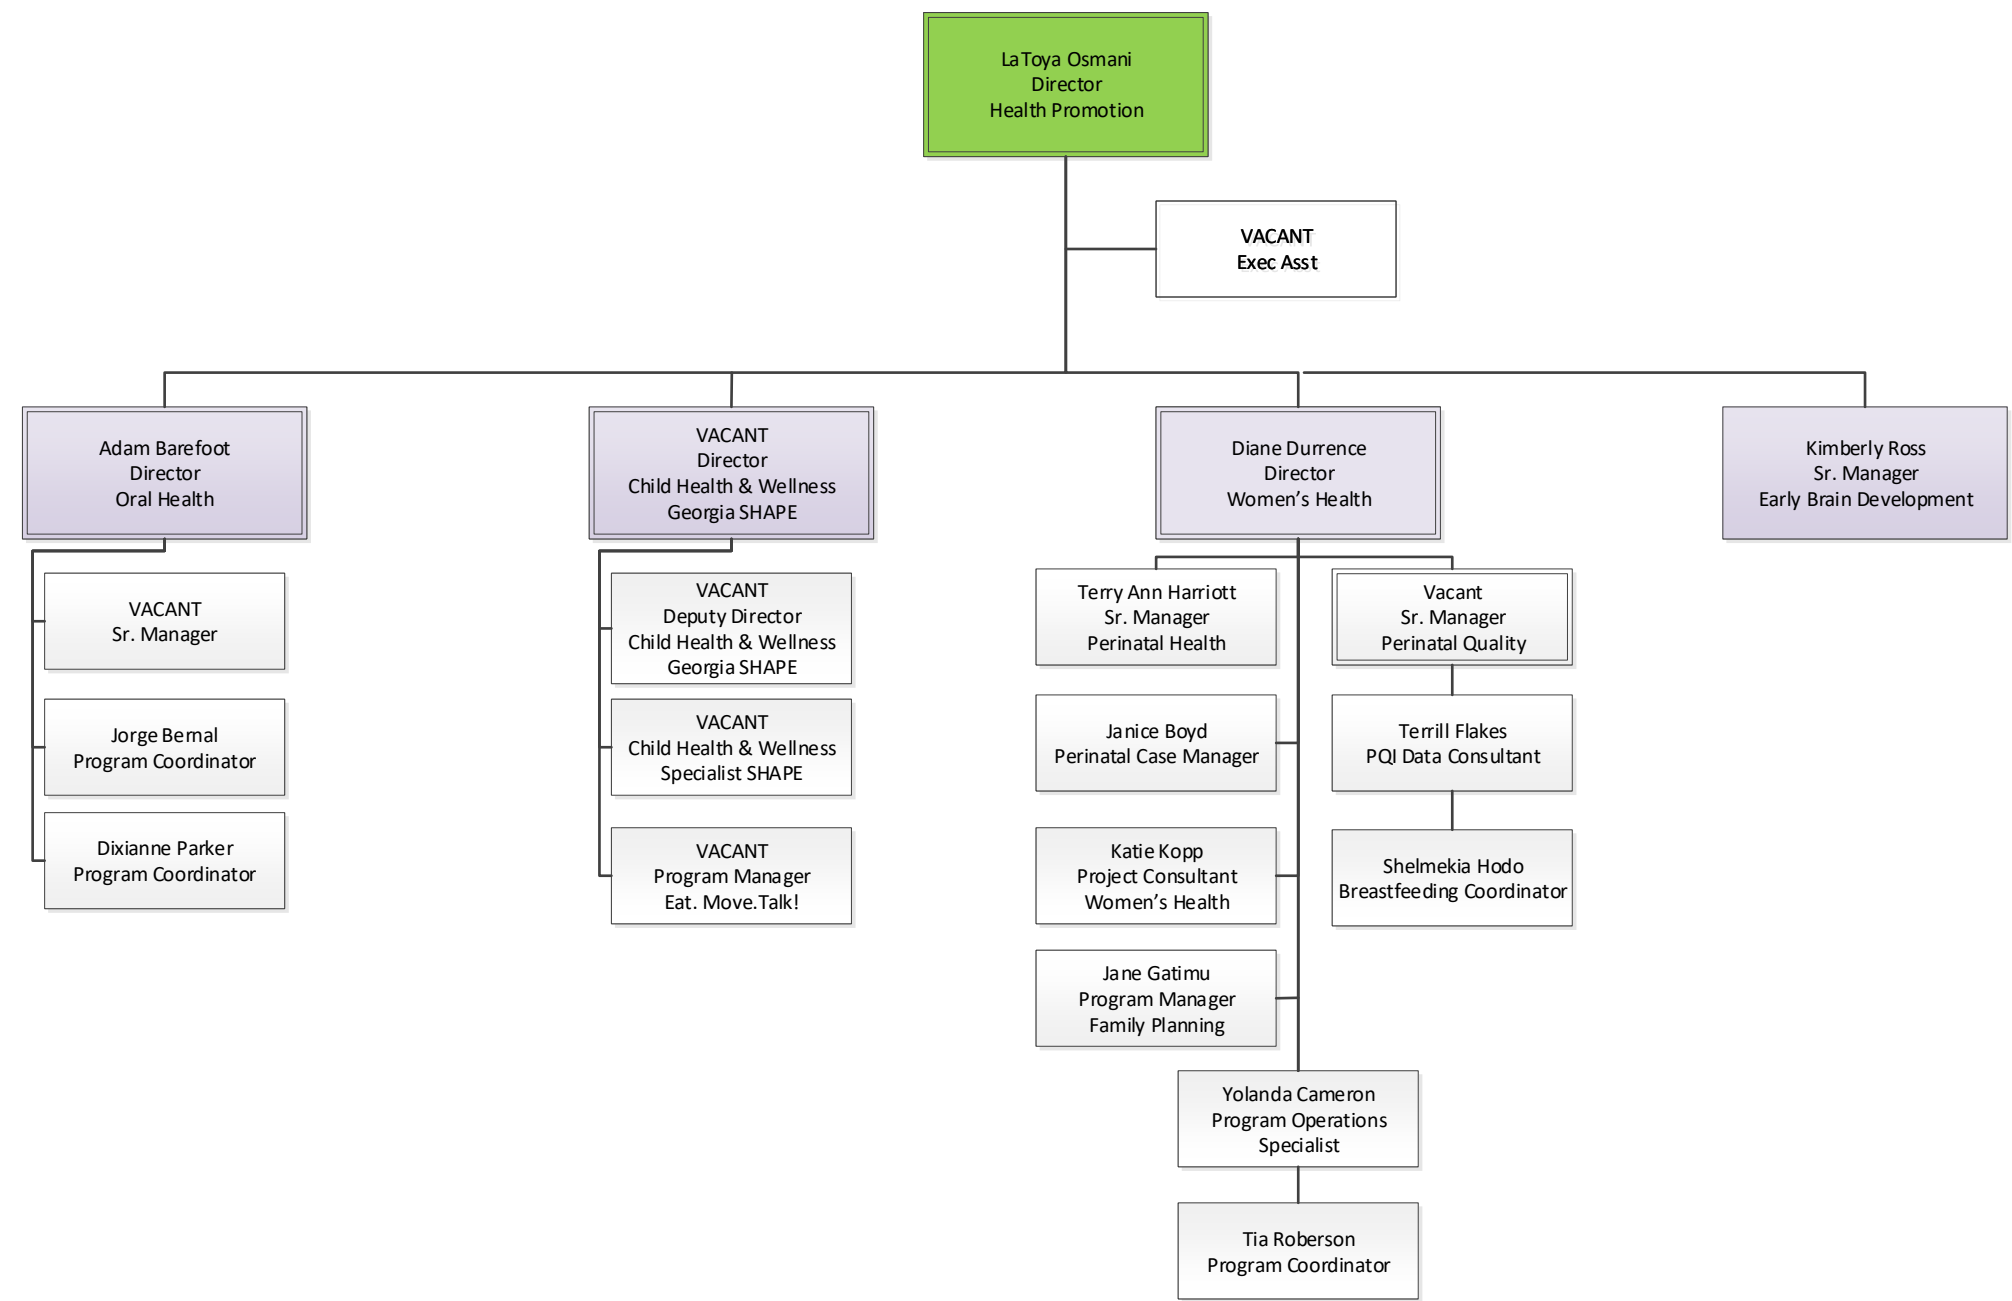 LaToya Osmani
Director
Health Promotion
VACANT
Exec Asst
Adam Barefoot
Director
Oral Health
VACANT
Director
Child Health & Wellness
Georgia SHAPE
Diane Durrence
Director
Women’s Health
Kimberly Ross
Sr. Manager
Early Brain Development
VACANT
Sr. Manager
Jorge Bernal
Program Coordinator
Dixianne Parker
Program Coordinator
VACANT
Deputy Director
Child Health & Wellness
Georgia SHAPE
VACANT
Child Health & Wellness
Specialist SHAPE
VACANT
Program Manager
Eat. Move.Talk!
Terry Ann Harriott
Sr. Manager
Perinatal Health
Janice Boyd
Perinatal Case Manager
Katie Kopp
Project Consultant
Women’s Health
Jane Gatimu
Program Manager
Family Planning
Vacant
Sr. Manager
Perinatal Quality
Terrill Flakes
PQI Data Consultant
Shelmekia Hodo
Breastfeeding Coordinator
Yolanda Cameron
Program Operations
Specialist
Tia Roberson
Program Coordinator